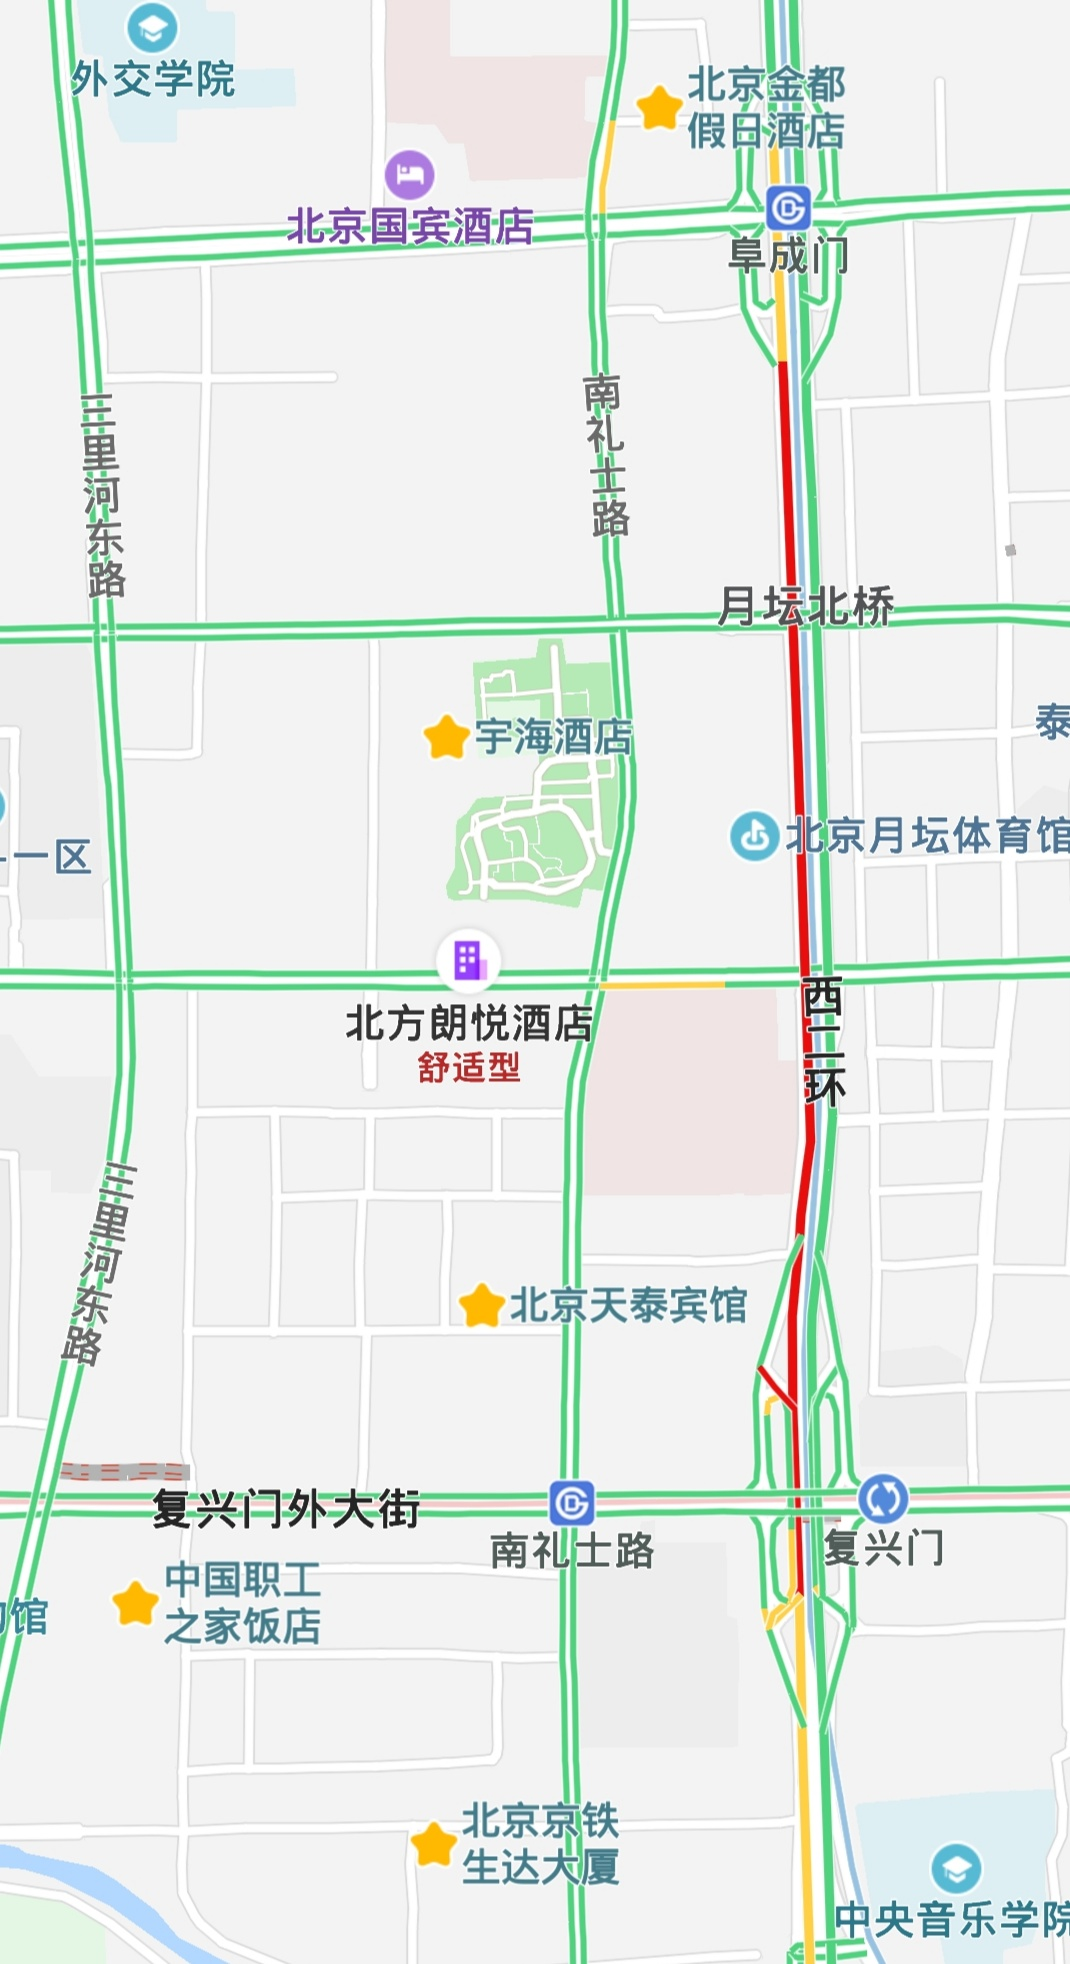 外交学院
北京金都
假日酒店
北京国宾酒店
阜成门
三里河东路
南礼士路
月坛北桥
宇海酒店
泰
北京月坛体育馆
一区
北方朗悦酒店
舒适型
西二环
三里河东路
北京天泰宾馆
复兴门外大街
南礼士路
复兴门
中国职工
之家饭店
馆
北京京铁
生达大厦
中央音乐学院